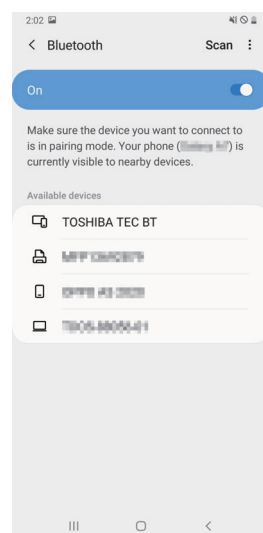 2:02
Bluetooth Scan
On
Make sure the device you want to connect to
is in pairing mode. Your phone ( ) is
currently visible to nearby devices.
Available devices
TOSHIBA TEC BT